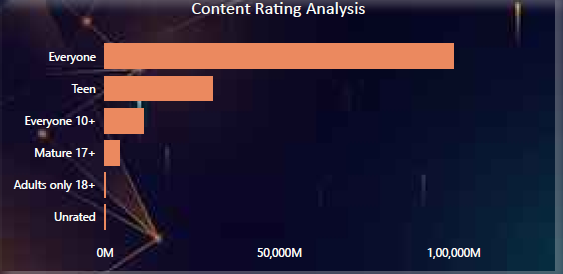 Content Rating Analysis
Everyone
Teen
Everyone 10+
Mature 17+
Adults only 18+
Unrated
0M 50,000M 1,00,000M